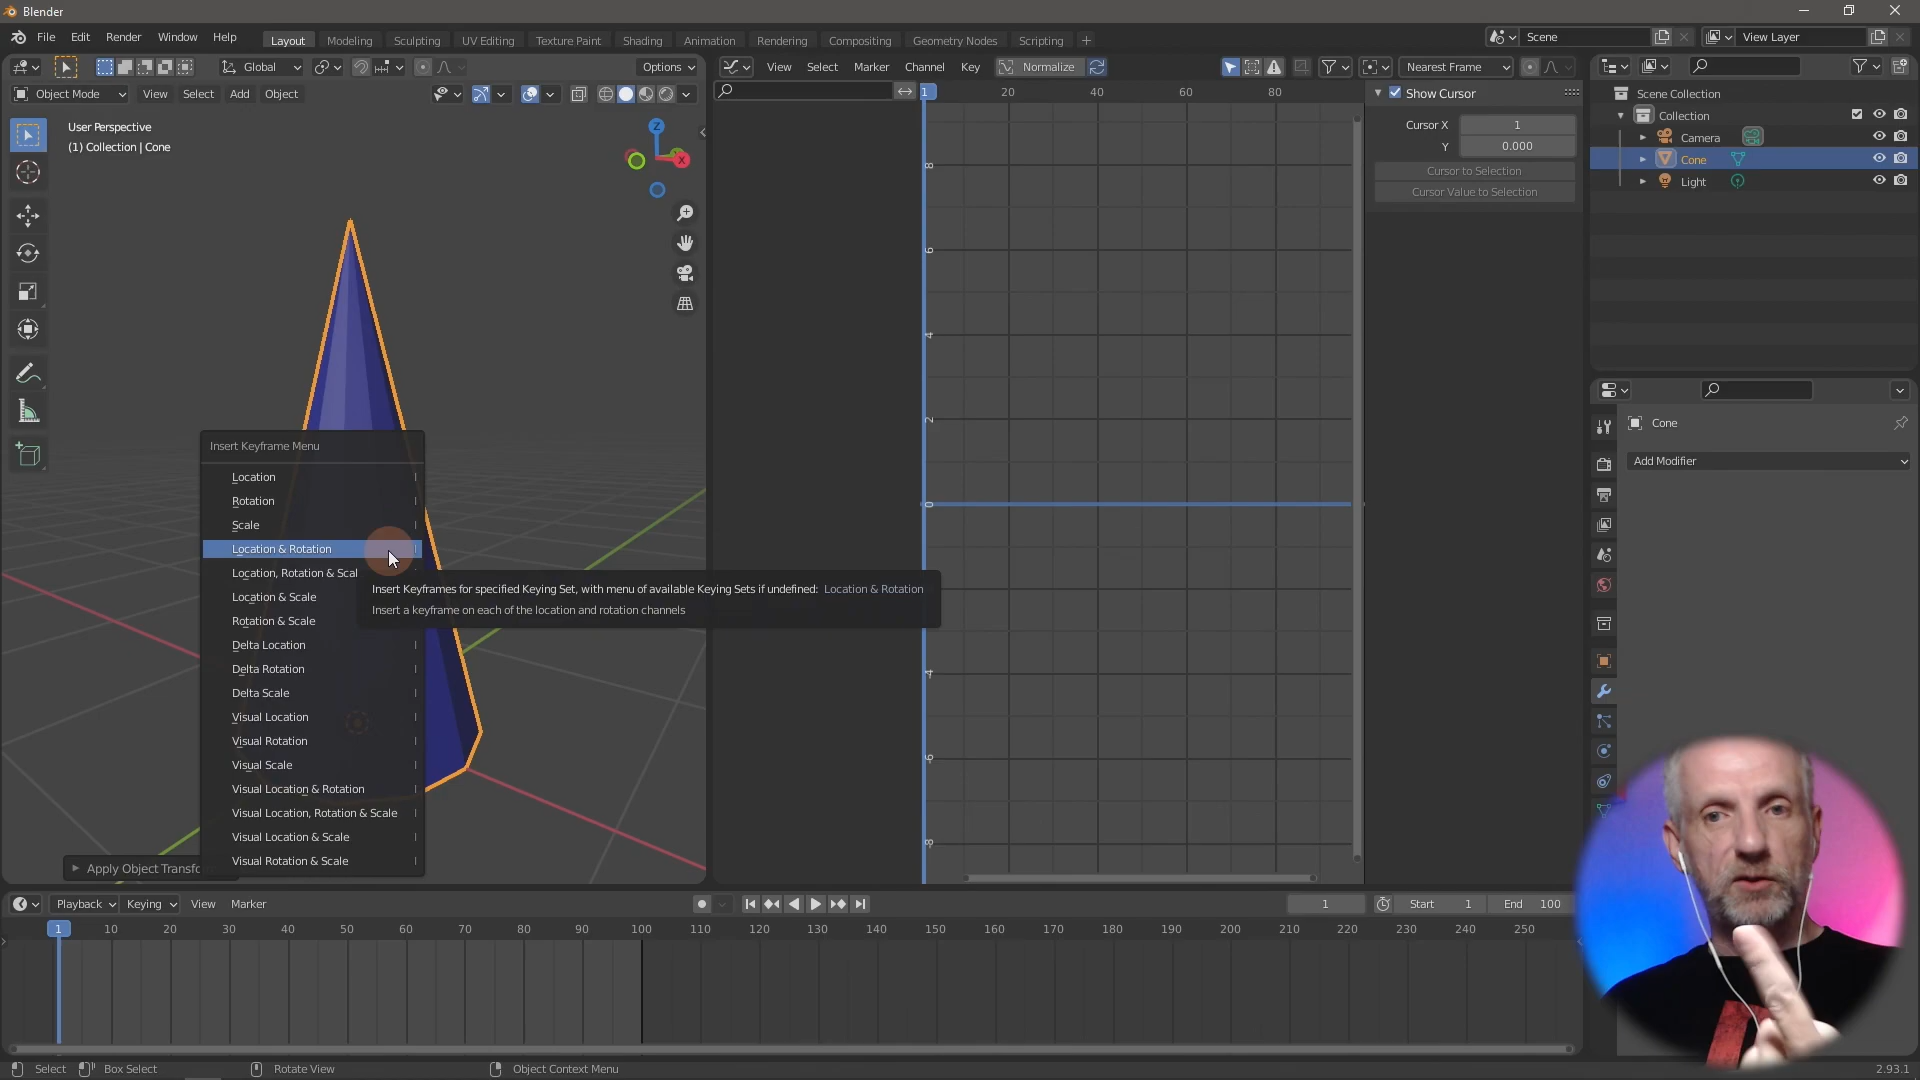 Blender
File Edit Render Window Help
Layout Modeling Sculpting UV Editing Texture Paint Shading Animation Rendering Compositing Geometry Nodes Scripting +
Scene
View Layer
Global
Options
View Select Marker Channel Key Normalize
Nearest Frame
Object Mode View Select Add Object
User Perspective
(1) Collection | Cone
Z
X
1 20 40 60 80
8
6
4
2
0
-4
-6
-8
Show Cursor
Cursor X 1
Y 0.000
Cursor to Selection
Cursor Value to Selection
Scene Collection
Collection
Camera
Cone
Light
Cone
Add Modifier
Insert Keyframe Menu
Location I
Rotation I
Scale I
Location & Rotation I
Location, Rotation & Scal
Location & Scale
Rotation & Scale
Delta Location I
Delta Rotation I
Delta Scale I
Visual Location I
Visual Rotation I
Visual Scale I
Visual Location & Rotation I
Visual Location, Rotation & Scale I
Visual Location & Scale I
Visual Rotation & Scale I
Insert Keyframes for specified Keying Set, with menu of available Keying Sets if undefined: Location & Rotation
Insert a keyframe on each of the location and rotation channels
Apply Object Transfo
Playback Keying View Marker
1 Start 1 End 100
1 10 20 30 40 50 60 70 80 90 100 110 120 130 140 150 160 170 180 190 200 210 220 230 240 250
Select Box Select Rotate View Object Context Menu 2.93.1